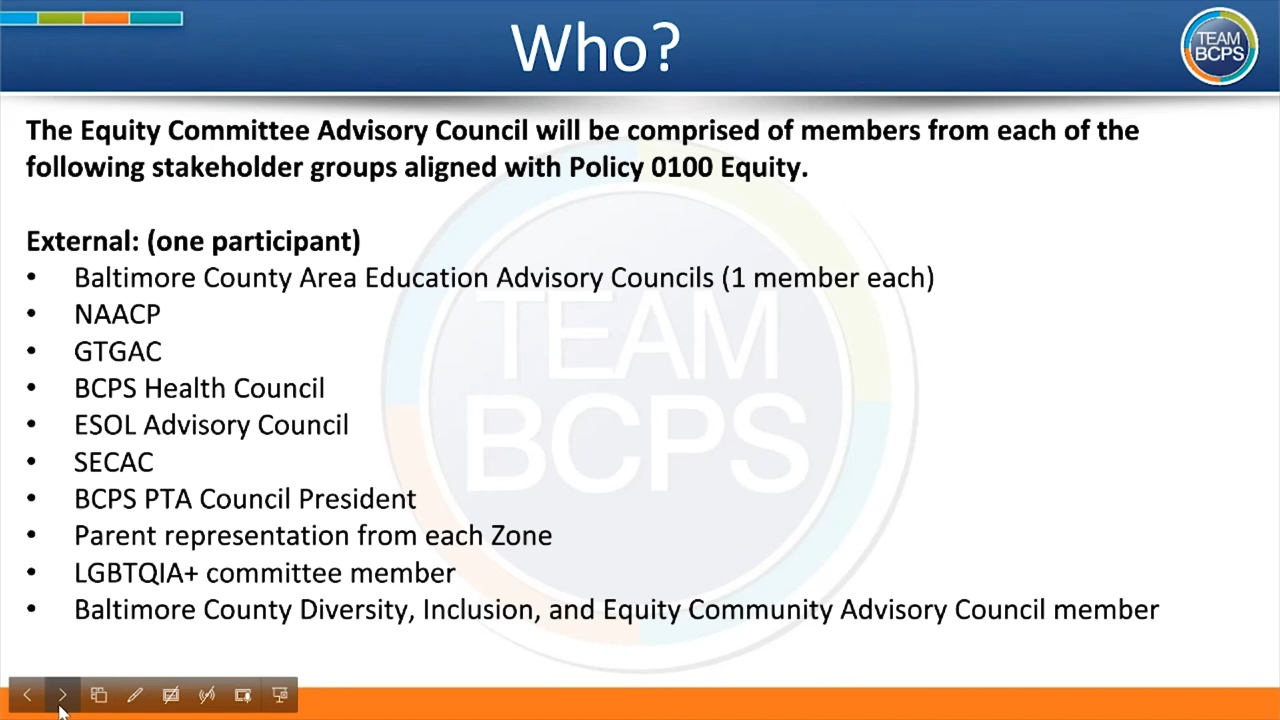 Who?
TEAM
BCPS
The Equity Committee Advisory Council will be comprised of members from each of the
following stakeholder groups aligned with Policy 0100 Equity.
External: (one participant)
• Baltimore County Area Education Advisory Councils (1 member each)
• NAACP
• GTGAC
• BCPS Health Council
• ESOL Advisory Council
• SECAC
• BCPS PTA Council President
• Parent representation from each Zone
• LGBTQIA+ committee member
• Baltimore County Diversity, Inclusion, and Equity Community Advisory Council member
TEAM
BCPS